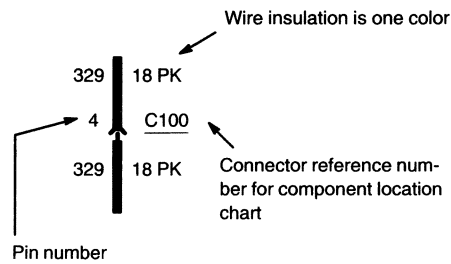 Wire insulation is one color
329 18 PK
4 C100
329 18 PK
Connector reference num-
ber for component location
chart
Pin number